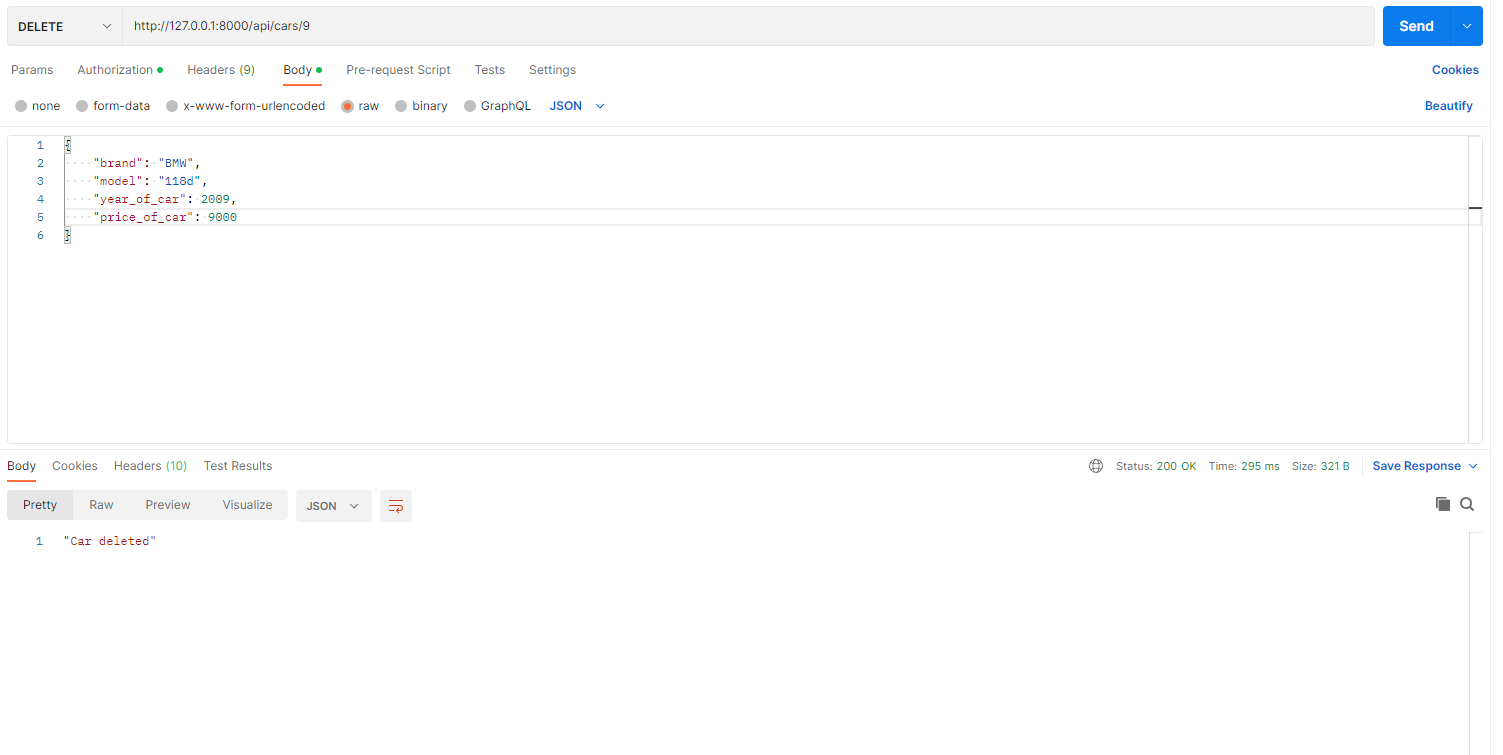 DELETE http://127.0.0.1:8000/api/cars/9 Send
Params Authorization Headers (9) Body Pre-request Script Tests Settings Cookies
none form-data x-www-form-urlencoded raw binary GraphQL JSON Beautify
1 {
2 "brand": "BMW",
3 "model": "118d",
4 "year_of_car": 2009,
5 "price_of_car": 9000
6 }
Body Cookies Headers (10) Test Results Status: 200 OK Time: 295 ms Size: 321 B Save Response
Pretty Raw Preview Visualize JSON
1 "Car deleted"